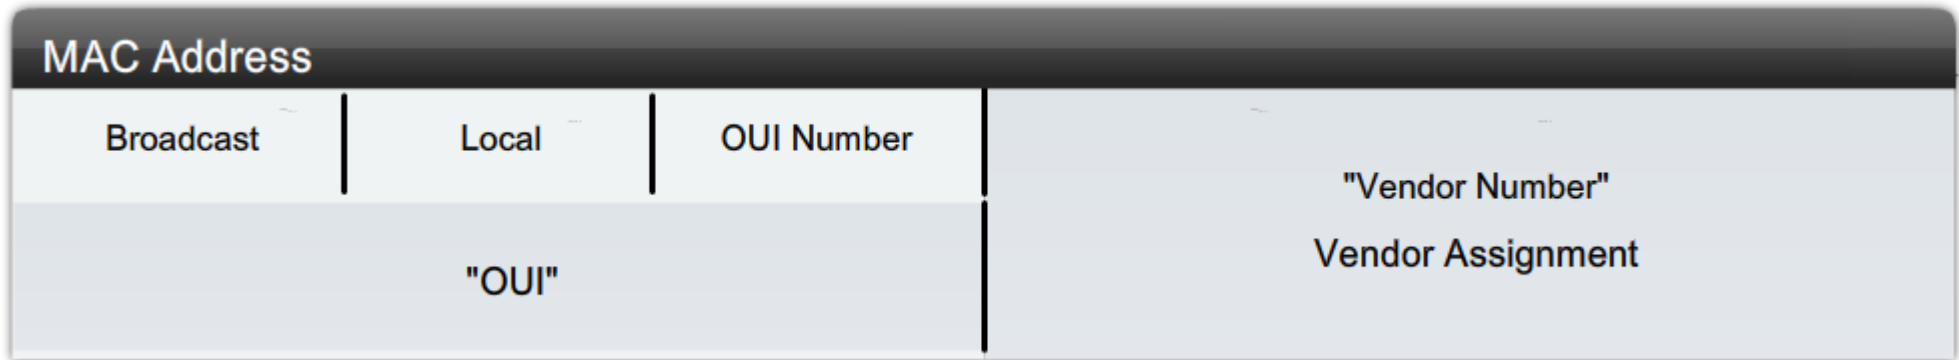 MAC Address
Broadcast
Local
OUI Number
"OUI"
"Vendor Number"
Vendor Assignment